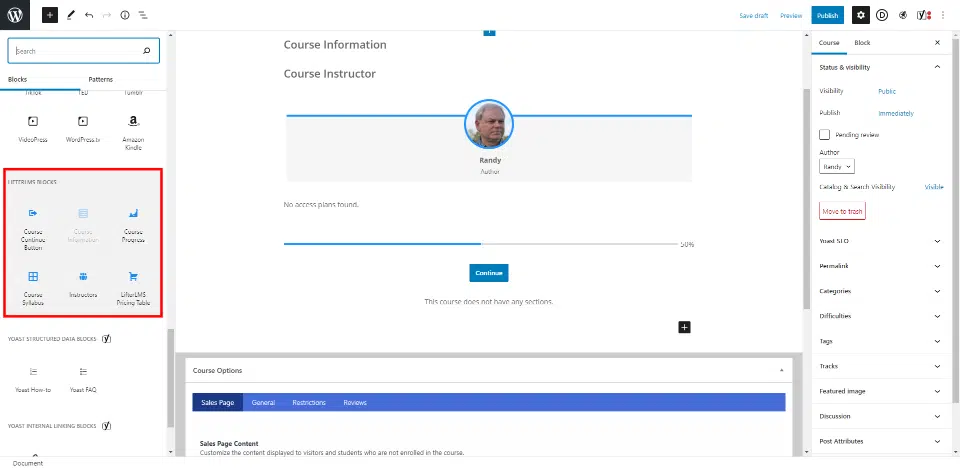 Save draft
Preview
Publish
Search
Blocks
Patterns
TikTok
TED
Tumblr
VideoPress
WordPress.tv
Amazon
Kindle
LIFTERLMS BLOCKS
Course
Continue
Button
Course
Information
Course
Progress
Course
Syllabus
Instructors
LifterLMS
Pricing Table
YOAST STRUCTURED DATA BLOCKS
Yoast How-to
Yoast FAQ
YOAST INTERNAL LINKING BLOCKS
Document
Course Information
Course Instructor
Randy
Author
No access plans found.
50%
Continue
This course does not have any sections.
Course Options
Sales Page
General
Restrictions
Reviews
Sales Page Content
Customize the content displayed to visitors and students who are not enrolled in the course.
Course
Block
Status & visibility
Visibility
Public
Publish
Immediately
Pending review
Author
Randy
Catalog & Search Visibility
Visible
Move to trash
Yoast SEO
Permalink
Categories
Difficulties
Tags
Tracks
Featured image
Discussion
Post Attributes